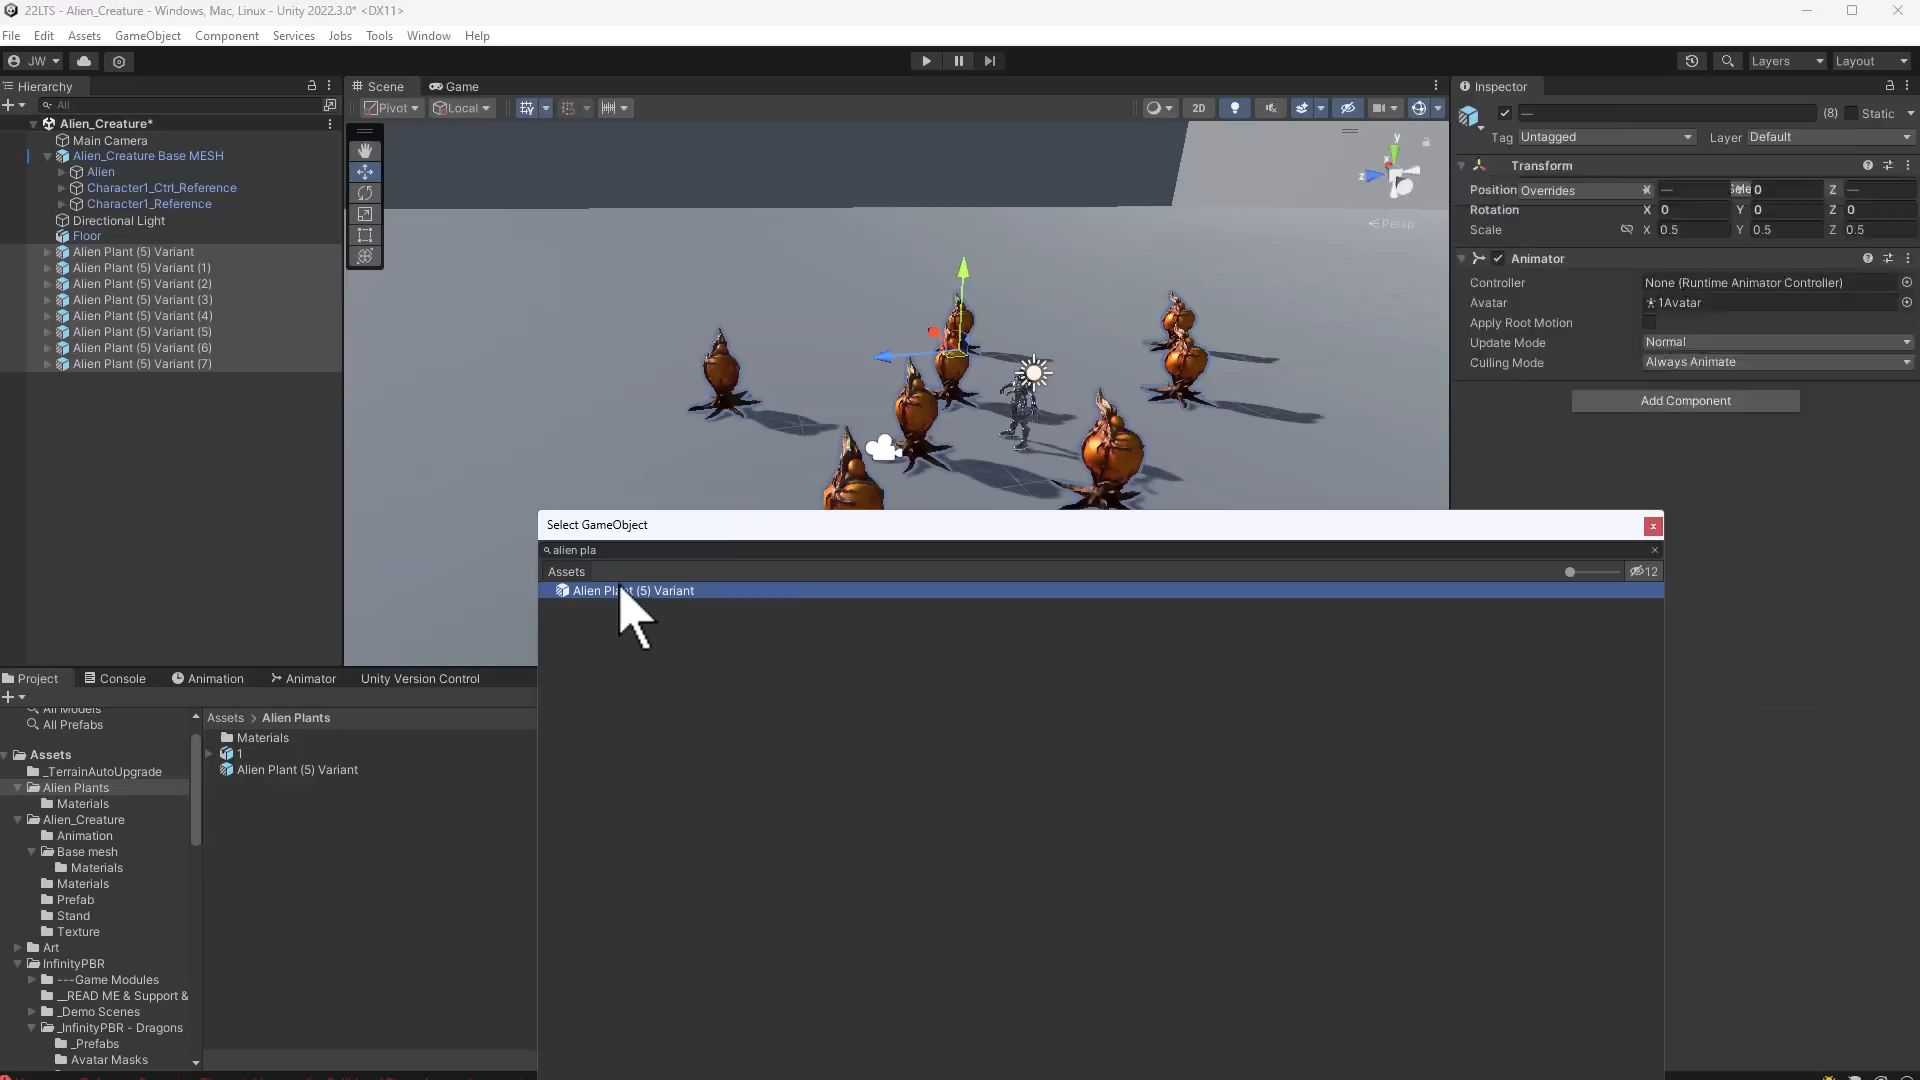 22LTS - Alien_Creature - Windows, Mac, Linux - Unity 2022.3.0* <DX11>
File Edit Assets GameObject Component Services Jobs Tools Window Help
JW Layers Layout
Hierarchy
All
Alien_Creature*
Main Camera
Alien_Creature Base MESH
Alien
Character1_Ctrl_Reference
Character1_Reference
Directional Light
Floor
Alien Plant (5) Variant
Alien Plant (5) Variant (1)
Alien Plant (5) Variant (2)
Alien Plant (5) Variant (3)
Alien Plant (5) Variant (4)
Alien Plant (5) Variant (5)
Alien Plant (5) Variant (6)
Alien Plant (5) Variant (7)
Scene Game
Pivot Local 2D
y
x
z
Persp
Inspector
— (8) Static
Tag Untagged Layer Default
Transform
Position Overrides X — Y 0 Z —
Rotation X 0 Y 0 Z 0
Scale X 0.5 Y 0.5 Z 0.5
Animator
Controller None (Runtime Animator Controller)
Avatar 1Avatar
Apply Root Motion
Update Mode Normal
Culling Mode Always Animate
Add Component
Select GameObject
alien pla
Assets 12
Alien Plant (5) Variant
Project Console Animation Animator Unity Version Control
All Models
All Prefabs
Assets
_TerrainAutoUpgrade
Alien Plants
Materials
Alien_Creature
Animation
Base mesh
Materials
Materials
Prefab
Stand
Texture
Art
InfinityPBR
---Game Modules
__READ ME & Support &
_Demo Scenes
_InfinityPBR - Dragons
_Prefabs
Avatar Masks
Assets > Alien Plants
Materials
1
Alien Plant (5) Variant